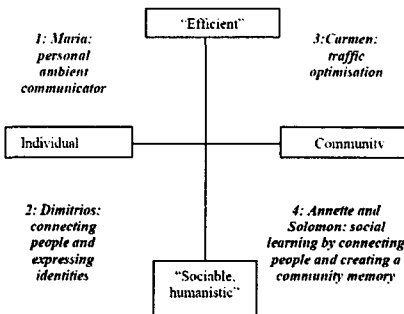 "Efficient"
1: Maria:
personal
ambient
communicator
3:Carmen:
traffic
optimisation
Individual
Community
2: Dimitrios:
connecting
people and
expressing
identities
4: Annette and
Solomon: social
learning by connecting
people and creating a
community memory
"Sociable,
humanistic"